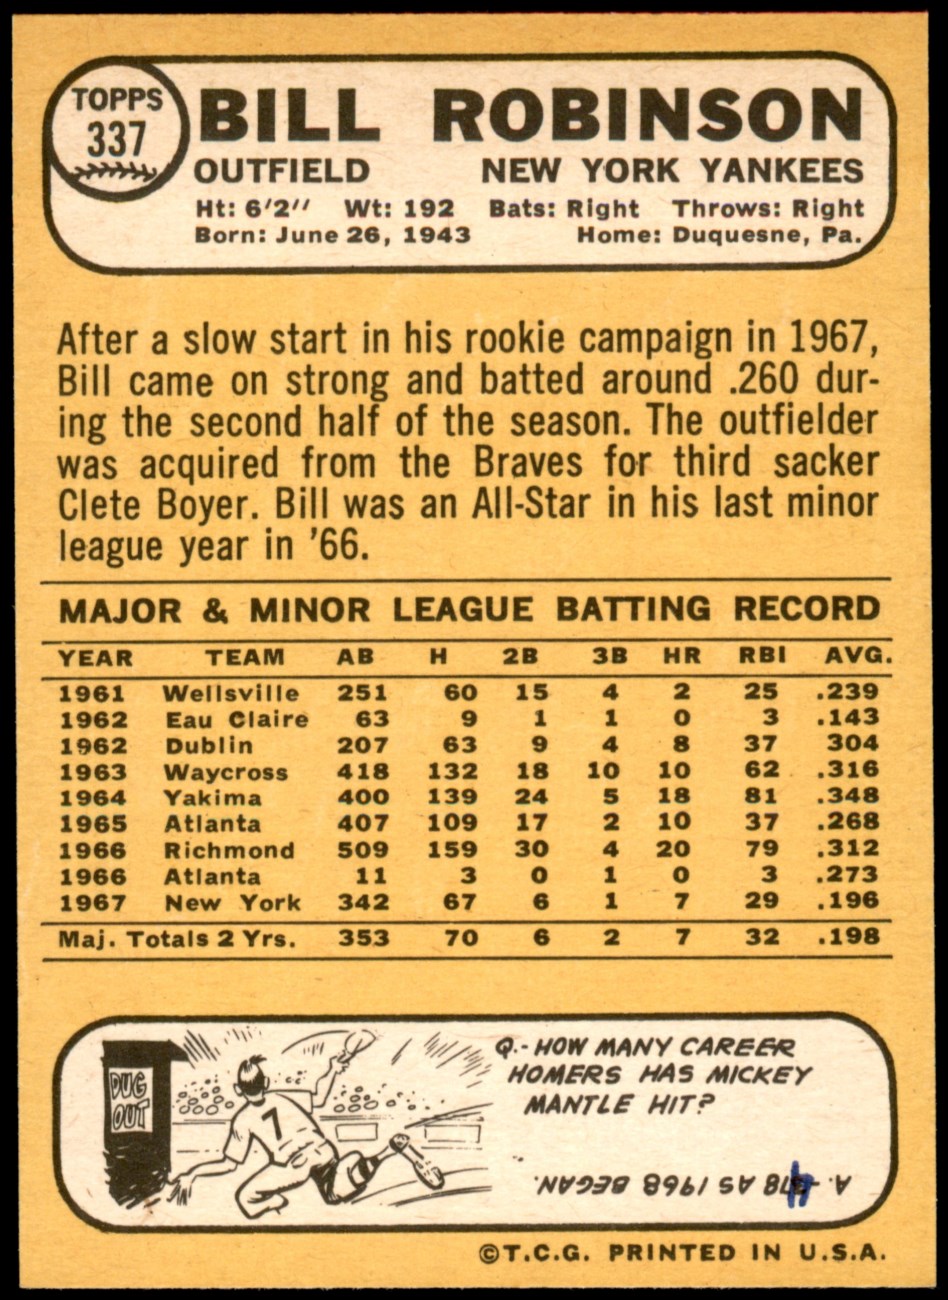 TOPPS
337
BILL ROBINSON
OUTFIELD NEW YORK YANKEES
Ht: 6'2" Wt: 192 Bats: Right Throws: Right
Born: June 26, 1943 Home: Duquesne, Pa.
After a slow start in his rookie campaign in 1967,
Bill came on strong and batted around .260 dur-
ing the second half of the season. The outfielder
was acquired from the Braves for third sacker
Clete Boyer. Bill was an All-Star in his last minor
league year in '66.
MAJOR & MINOR LEAGUE BATTING RECORD
YEAR TEAM AB H 2B 3B HR RBI AVG.
1961 Wellsville 251 60 15 4 2 25 .239
1962 Eau Claire 63 9 1 1 0 3 .143
1962 Dublin 207 63 9 4 8 37 304
1963 Waycross 418 132 18 10 10 62 .316
1964 Yakima 400 139 24 5 18 81 .348
1965 Atlanta 407 109 17 2 10 37 .268
1966 Richmond 509 159 30 4 20 79 .312
1966 Atlanta 11 3 0 1 0 3 .273
1967 New York 342 67 6 1 7 29 .196
Maj. Totals 2 Yrs. 353 70 6 2 7 32 .198
DUG
OUT
7
Q.- HOW MANY CAREER
HOMERS HAS MICKEY
MANTLE HIT?
A. AS 1968 BEGAN.
©T.C.G. PRINTED IN U.S.A.